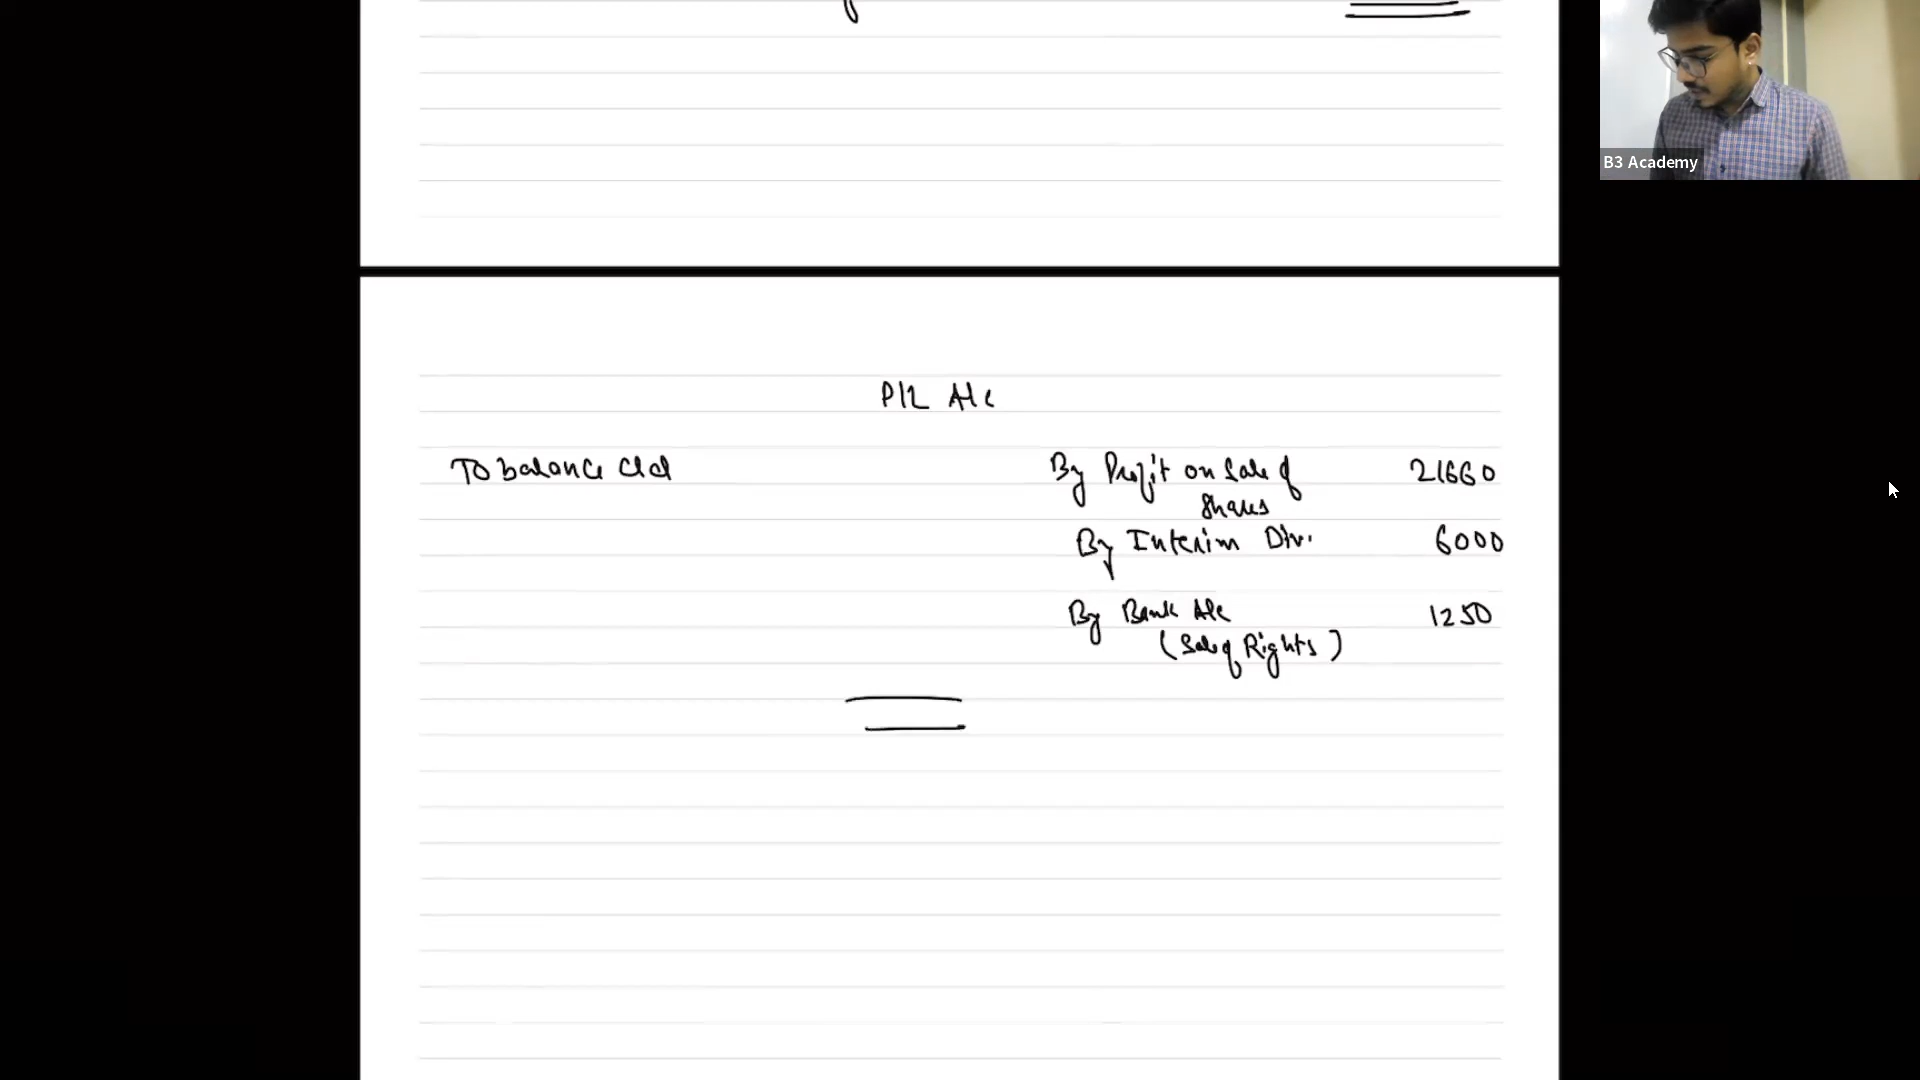 B3 Academy
P/L A/c
To balance c/d
By Profit on Sale of 21660
Shares
By Interim Div. 6000
By Bank A/c 1250
(Sale of Rights)